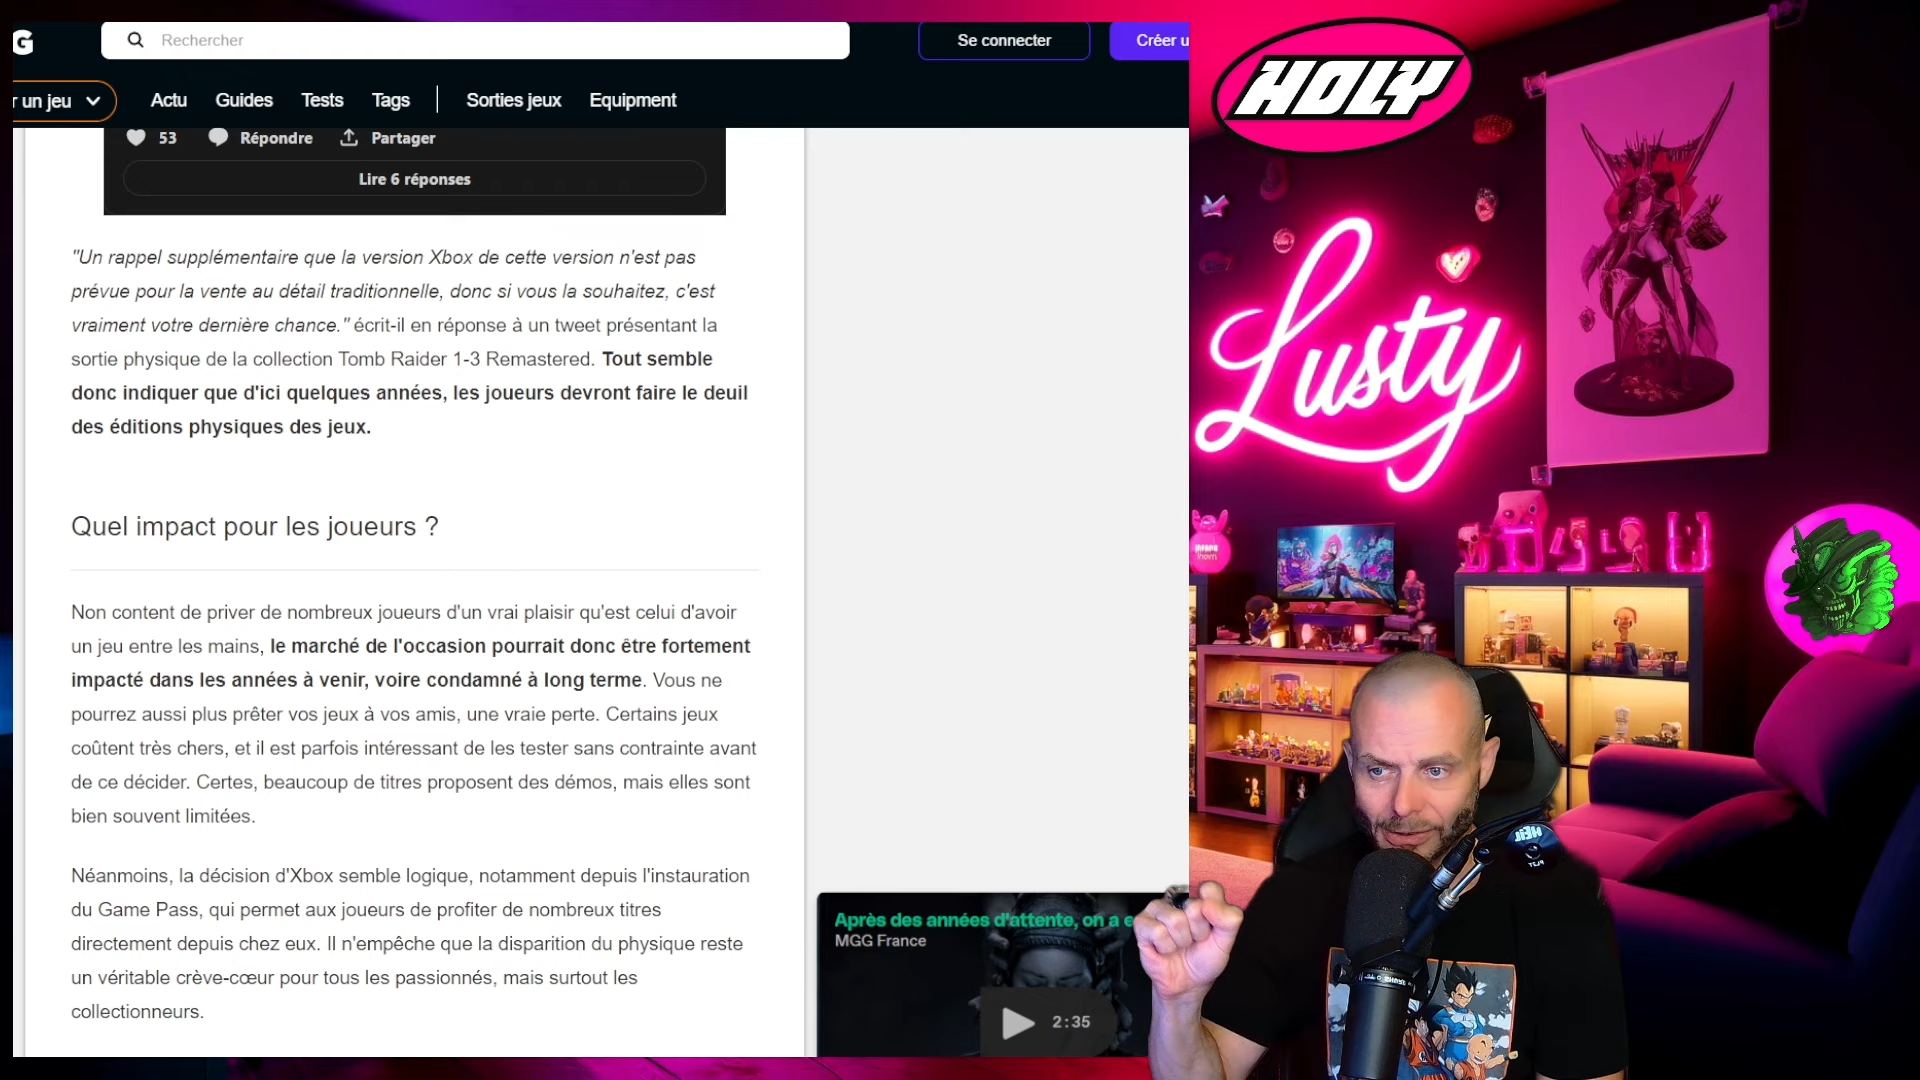 G
Rechercher
Se connecter
Créer u
r un jeu
Actu
Guides
Tests
Tags
Sorties jeux
Equipment
53
Répondre
Partager
Lire 6 réponses
"Un rappel supplémentaire que la version Xbox de cette version n'est pas
prévue pour la vente au détail traditionnelle, donc si vous la souhaitez, c'est
vraiment votre dernière chance." écrit-il en réponse à un tweet présentant la
sortie physique de la collection Tomb Raider 1-3 Remastered. Tout semble
donc indiquer que d'ici quelques années, les joueurs devront faire le deuil
des éditions physiques des jeux.
Quel impact pour les joueurs ?
Non content de priver de nombreux joueurs d'un vrai plaisir qu'est celui d'avoir
un jeu entre les mains, le marché de l'occasion pourrait donc être fortement
impacté dans les années à venir, voire condamné à long terme. Vous ne
pourrez aussi plus prêter vos jeux à vos amis, une vraie perte. Certains jeux
coûtent très chers, et il est parfois intéressant de les tester sans contrainte avant
de ce décider. Certes, beaucoup de titres proposent des démos, mais elles sont
bien souvent limitées.
Néanmoins, la décision d'Xbox semble logique, notamment depuis l'instauration
du Game Pass, qui permet aux joueurs de profiter de nombreux titres
directement depuis chez eux. Il n'empêche que la disparition du physique reste
un véritable crève-cœur pour tous les passionnés, mais surtout les
collectionneurs.
Après des années d'attente, on a e
MGG France
2:35
HOLY
Lusty